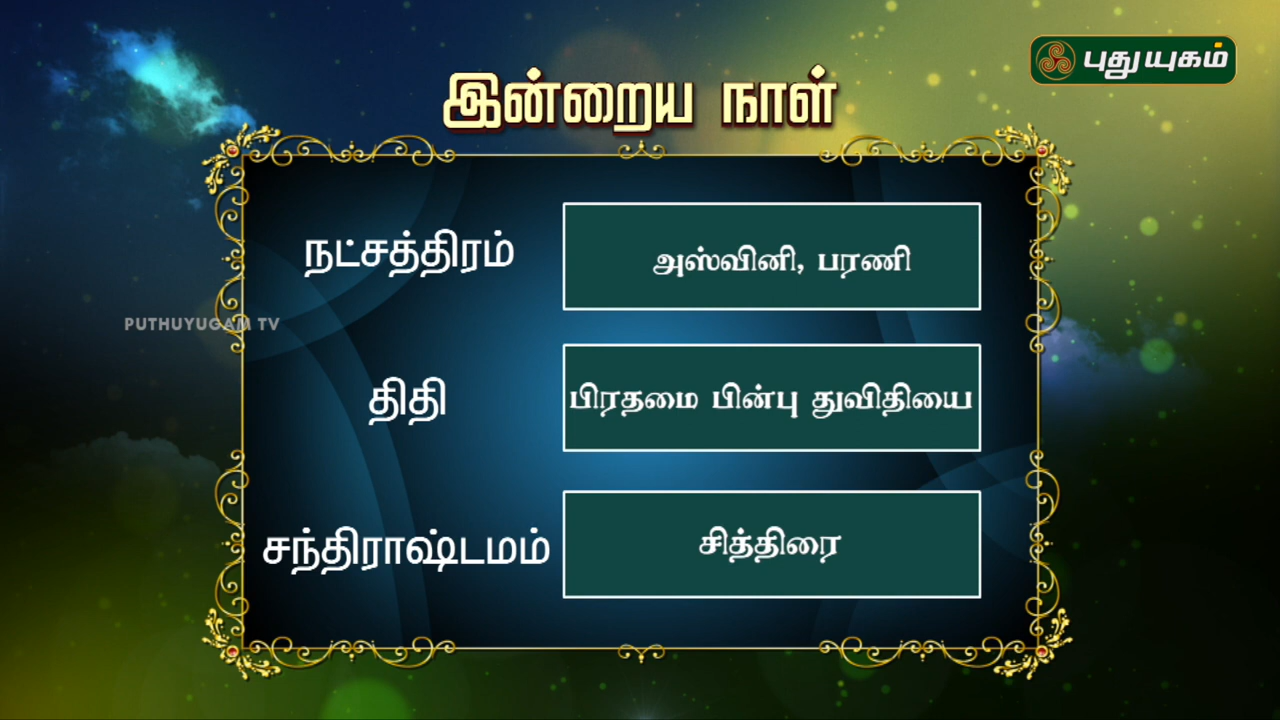 புதுயுகம்
இன்றைய நாள்
நட்சத்திரம்
அஸ்வினி, பரணி
PUTHUYUGAM TV
திதி
பிரதமை பின்பு துவிதியை
சந்திராஷ்டமம்
சித்திரை